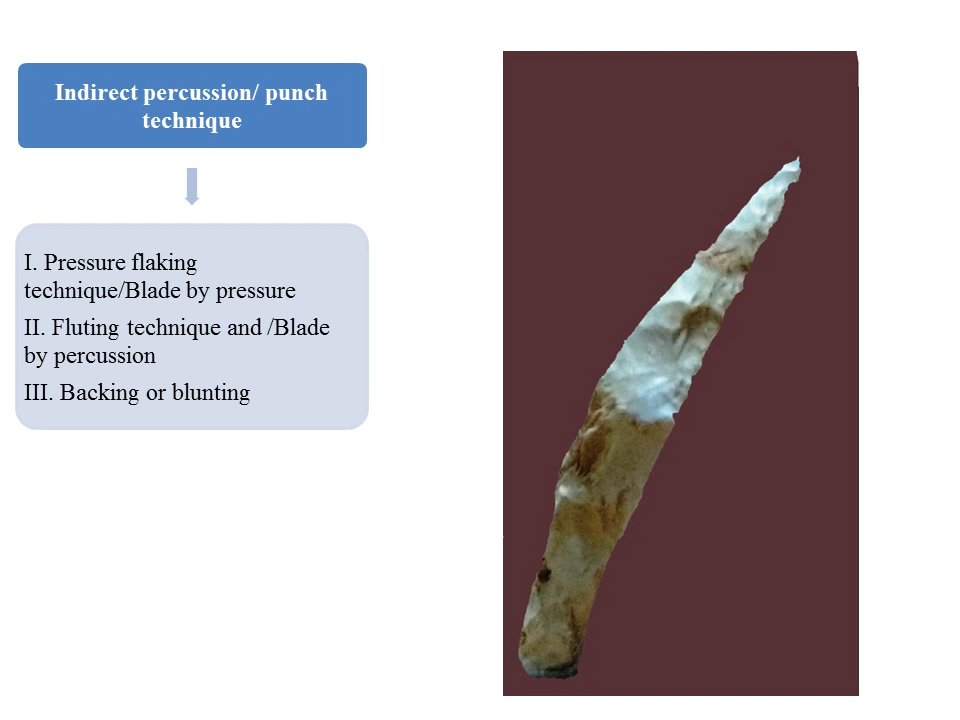 Indirect percussion/ punch
technique
I. Pressure flaking
technique/Blade by pressure
II. Fluting technique and /Blade
by percussion
III. Backing or blunting